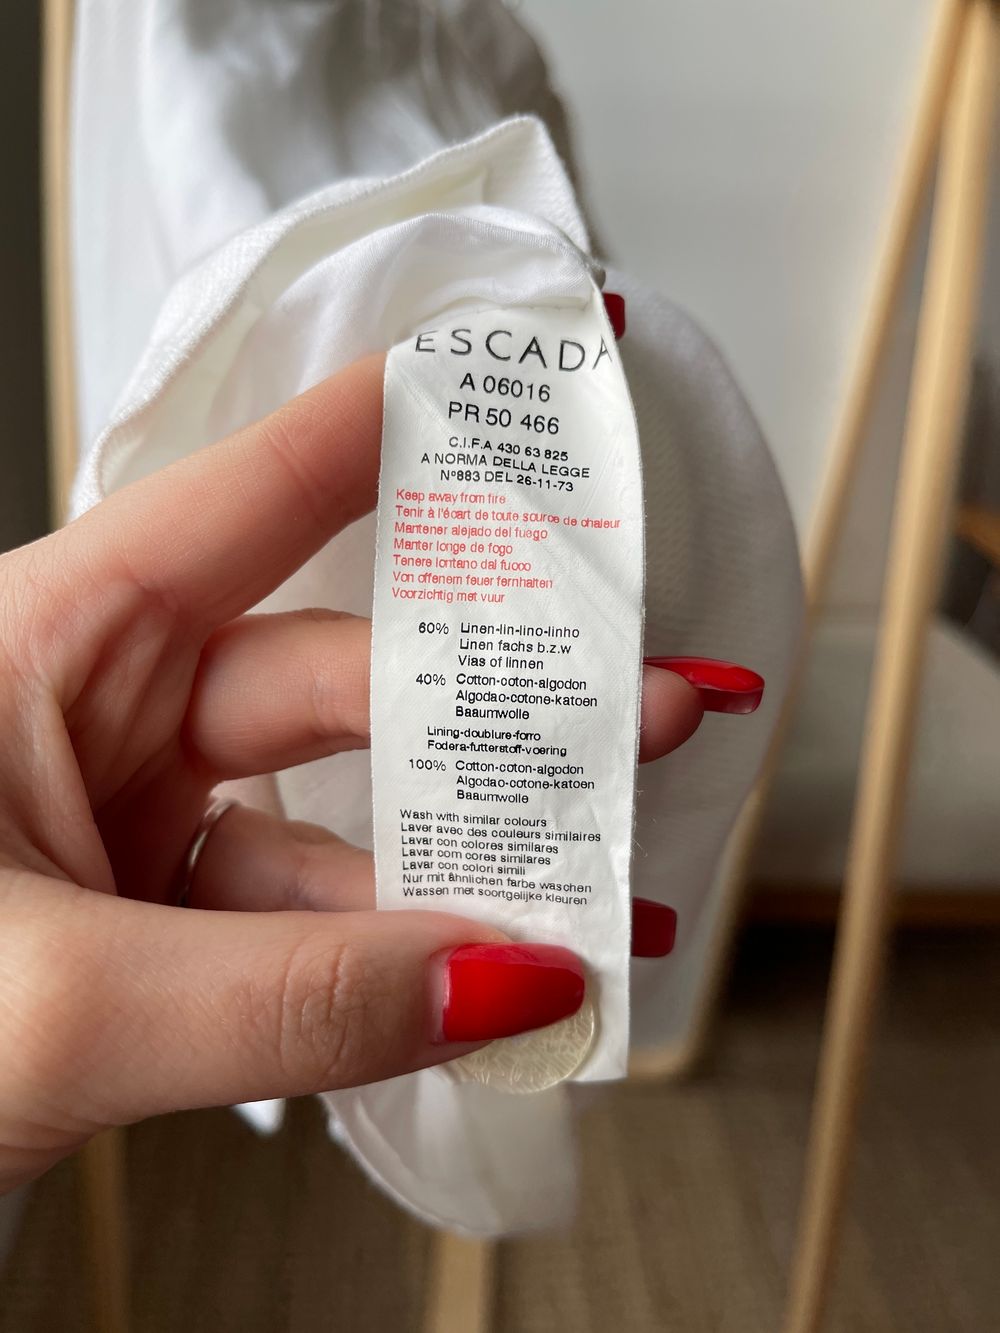 ESCADA
A 06016
PR 50 466
C.I.F.A 430 63 825
A NORMA DELLA LEGGE
Nº883 DEL 26-11-73
Keep away from fire
Tenir à l'écart de toute source de chaleur
Mantener alejado del fuego
Manter longe de fogo
Tenere lontano dal fuoco
Von offenem feuer fernhalten
Voorzichtig met vuur
60% Linen-lin-lino-linho
Linen fachs b.z.w
Vias of linnen
40% Cotton-coton-algodon
Algodao-cotone-katoen
Baaumwolle
Lining-doublure-forro
Fodera-futterstoff-voering
100% Cotton-coton-algodon
Algodao-cotone-katoen
Baaumwolle
Wash with similar colours
Laver avec des couleurs similaires
Lavar con colores similares
Lavar com cores similares
Lavar con colori simili
Nur mit ähnlichen farbe waschen
Wassen met soortgelijke kleuren